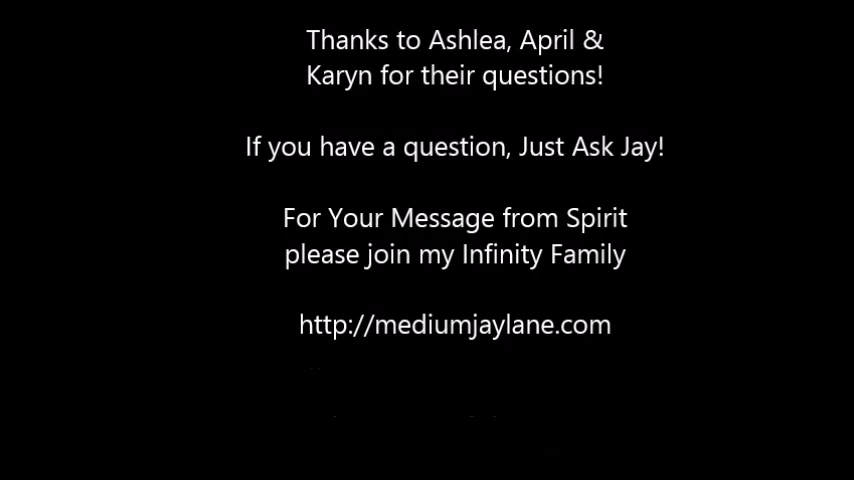 Thanks to Ashlea, April &
Karyn for their questions!
If you have a question, Just Ask Jay!
For Your Message from Spirit
please join my Infinity Family
http://mediumjaylane.com